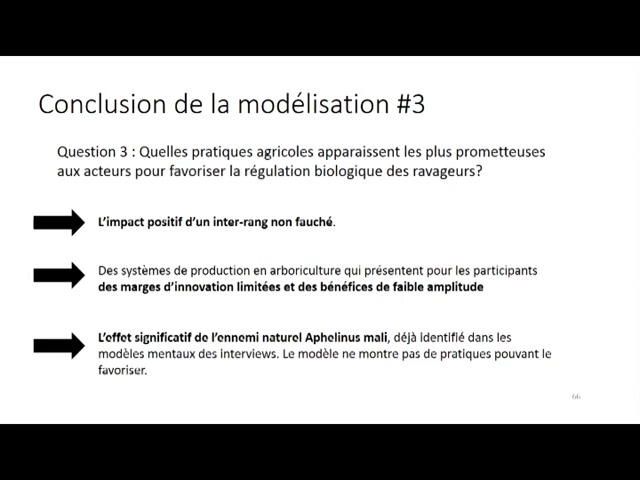 Conclusion de la modélisation #3
Question 3 : Quelles pratiques agricoles apparaissent les plus prometteuses
aux acteurs pour favoriser la régulation biologique des ravageurs?
L'impact positif d'un inter-rang non fauché.
Des systèmes de production en arboriculture qui présentent pour les participants
des marges d'innovation limitées et des bénéfices de faible amplitude
L'effet significatif de l'ennemi naturel Aphelinus mali, déjà identifié dans les
modèles mentaux des interviews. Le modèle ne montre pas de pratiques pouvant le
favoriser.
66